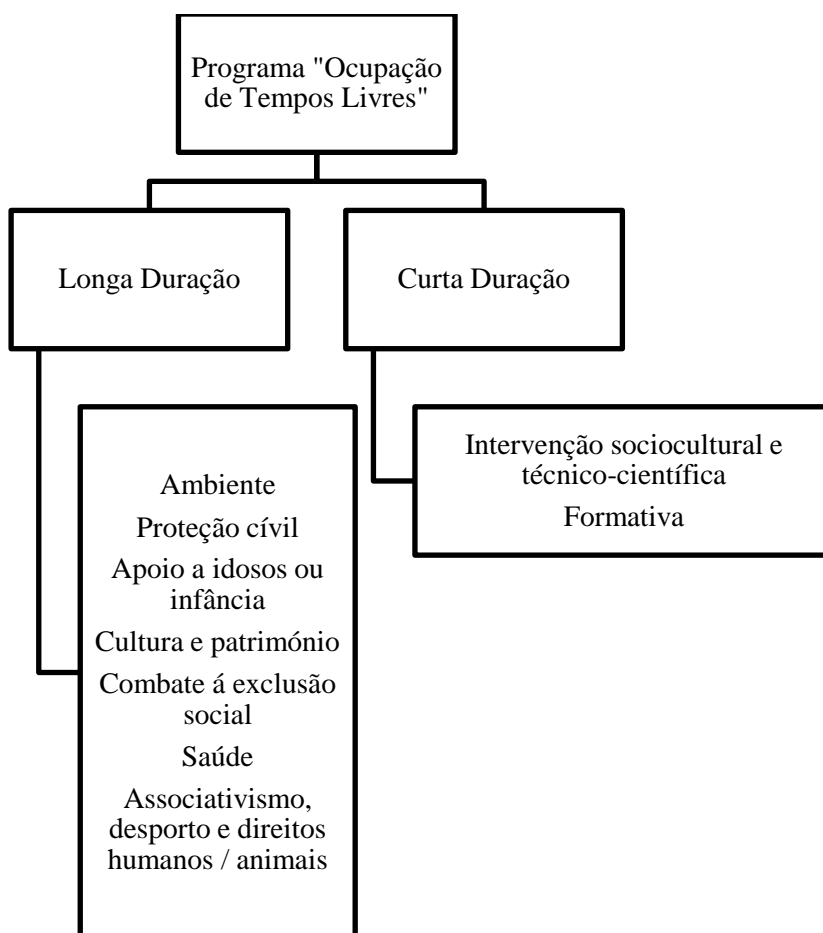 Programa "Ocupação
de Tempos Livres"
Longa Duração
Curta Duração
Ambiente
Proteção cívil
Apoio a idosos ou
infância
Cultura e património
Combate á exclusão
social
Saúde
Associativismo,
desporto e direitos
humanos / animais
Intervenção sociocultural e
técnico-científica
Formativa